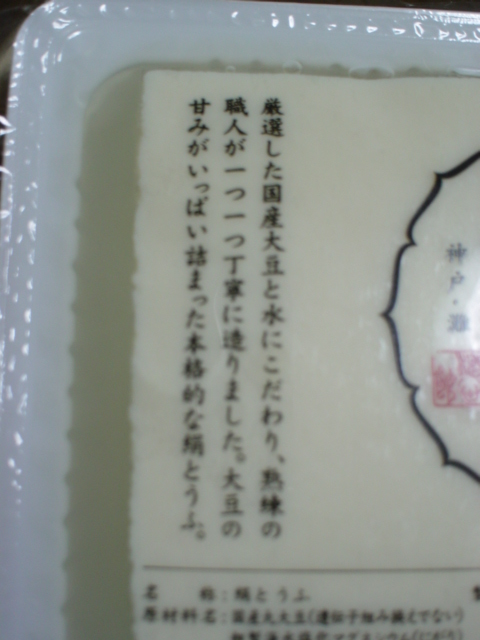 厳選した国産大豆と水にこだわり、熟練の
職人が一つ一つ丁寧に造りました。大豆の
甘みがいっぱい詰まった本格的な絹とうふ。
神戸・灘
名 称：絹とうふ
原材料名：国産丸大豆(遺伝子組み換えでない)